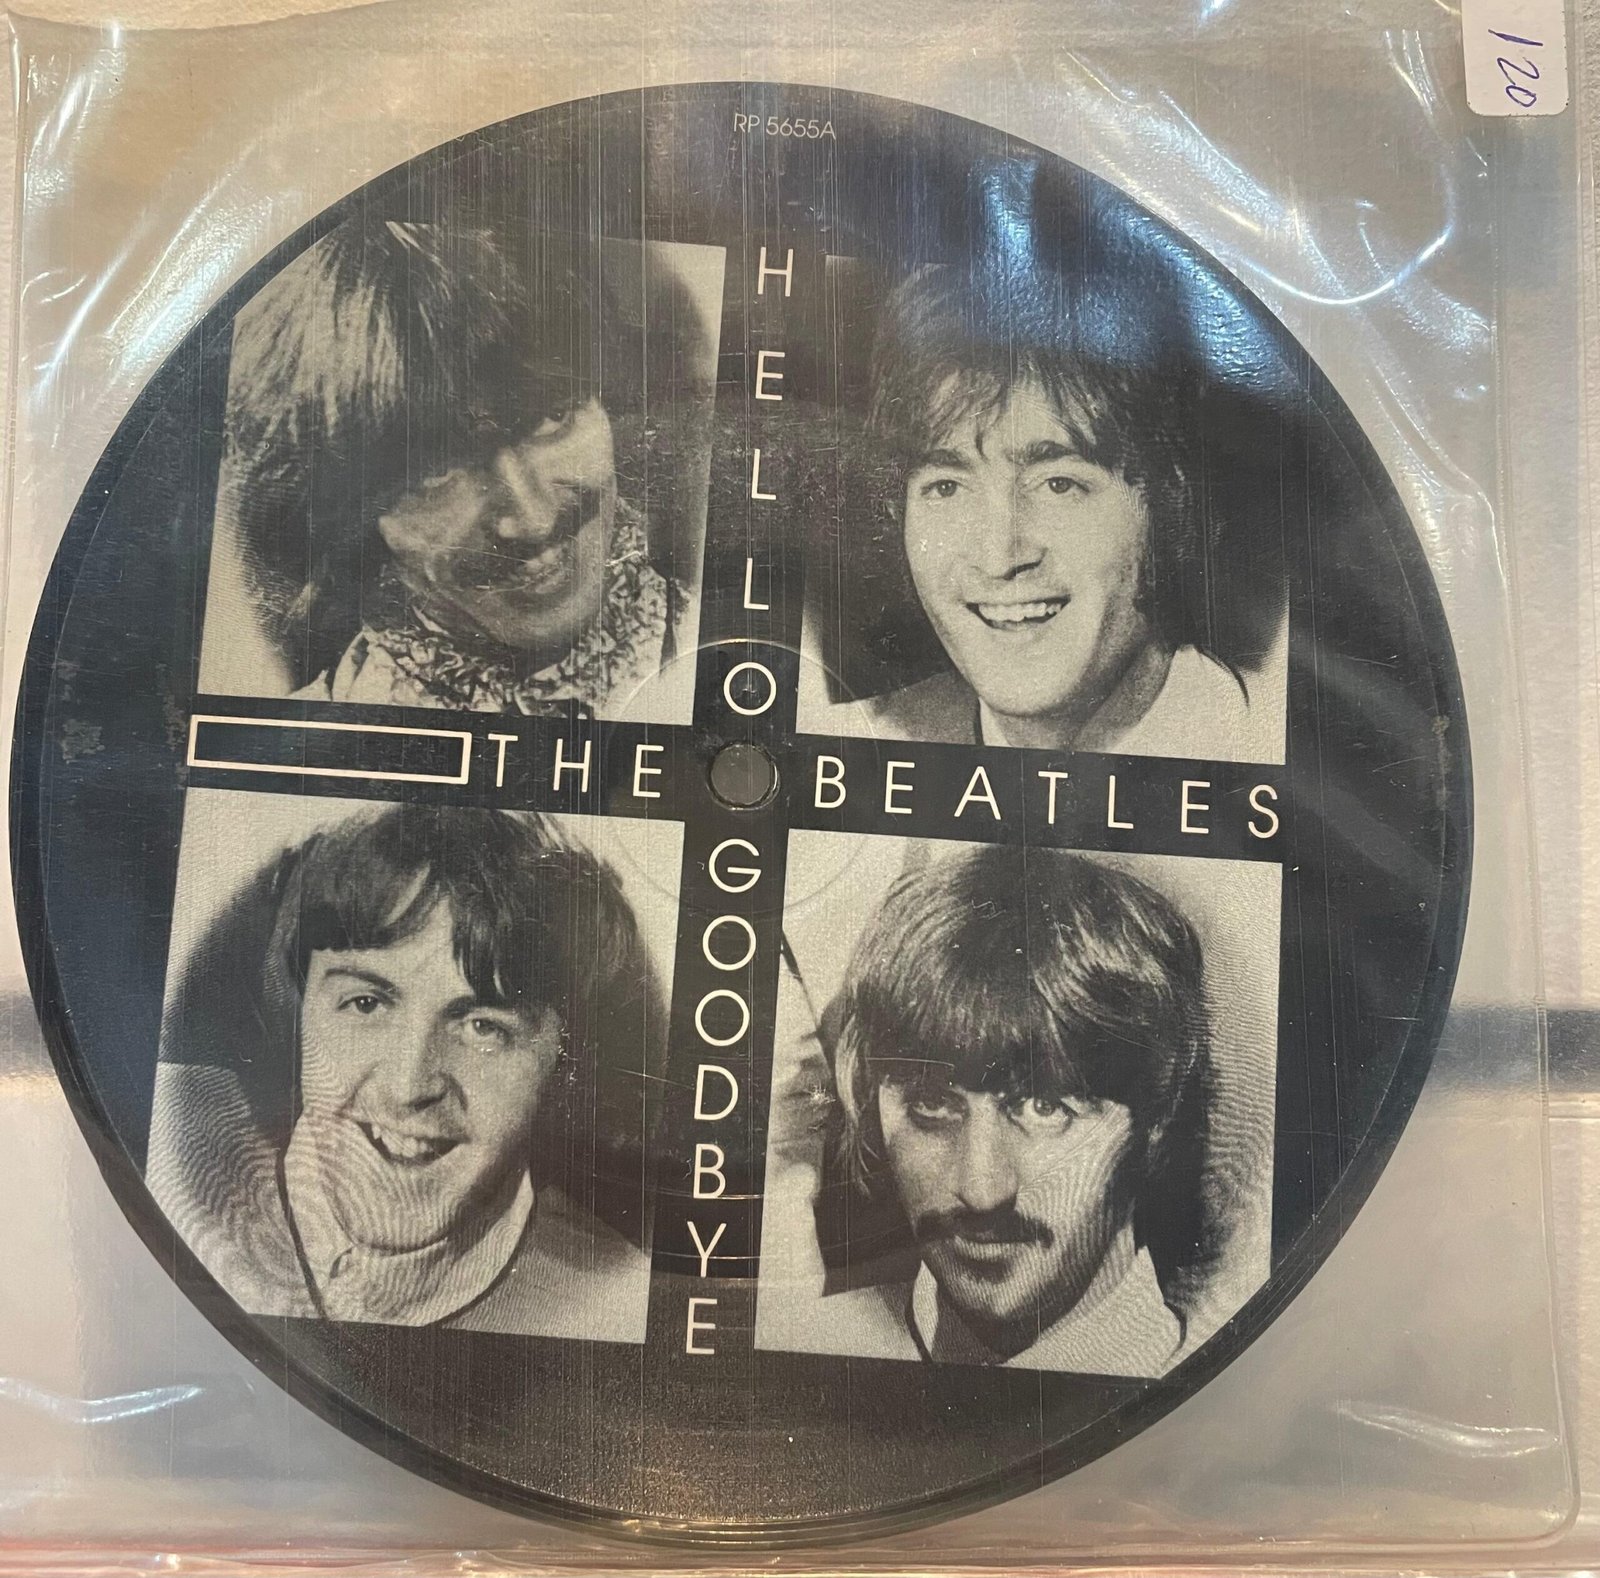 120
RP 5655A
HELLO
THE BEATLES
GOODBYE